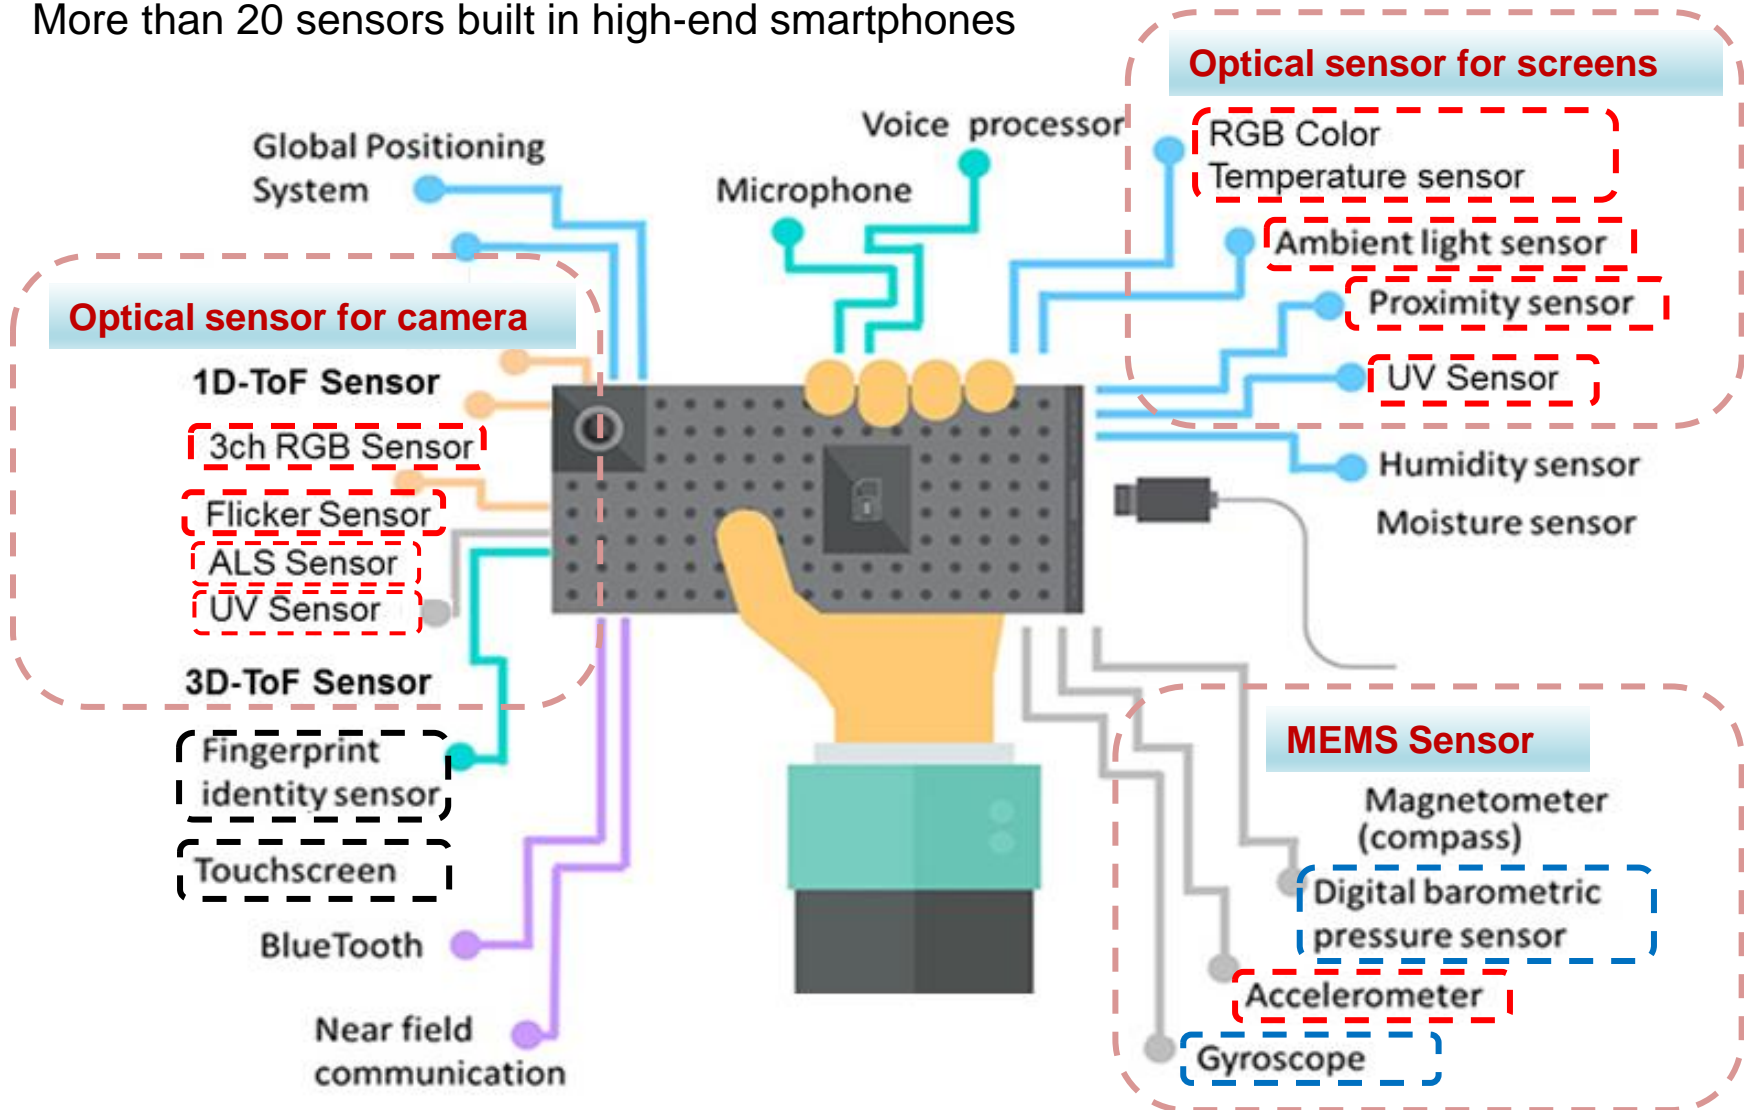 More than 20 sensors built in high-end smartphones
Optical sensor for screens
RGB Color
Temperature sensor
Ambient light sensor
Proximity sensor
UV Sensor
Humidity sensor
Moisture sensor
Voice processor
Microphone
Global Positioning
System
Optical sensor for camera
1D-ToF Sensor
3ch RGB Sensor
Flicker Sensor
ALS Sensor
UV Sensor
3D-ToF Sensor
Fingerprint
identity sensor
Touchscreen
BlueTooth
Near field
communication
MEMS Sensor
Magnetometer
(compass)
Digital barometric
pressure sensor
Accelerometer
Gyroscope